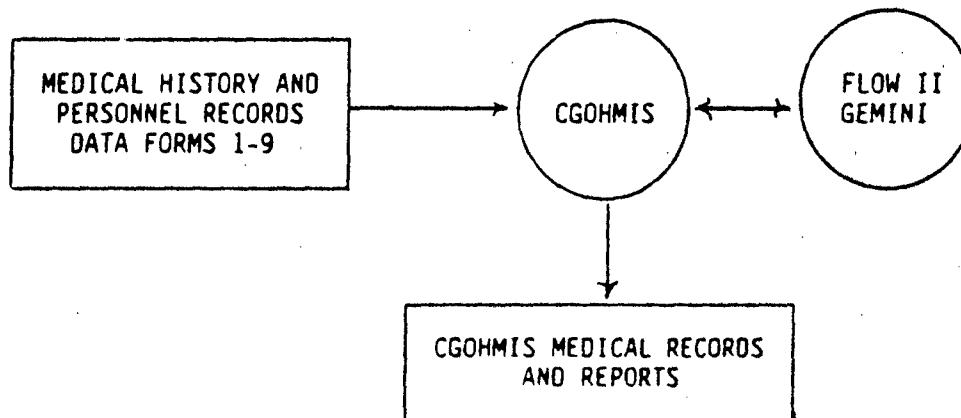 MEDICAL HISTORY AND
PERSONNEL RECORDS
DATA FORMS 1-9
CGOHMIS
FLOW II
GEMINI
CGOHMIS MEDICAL RECORDS
AND REPORTS